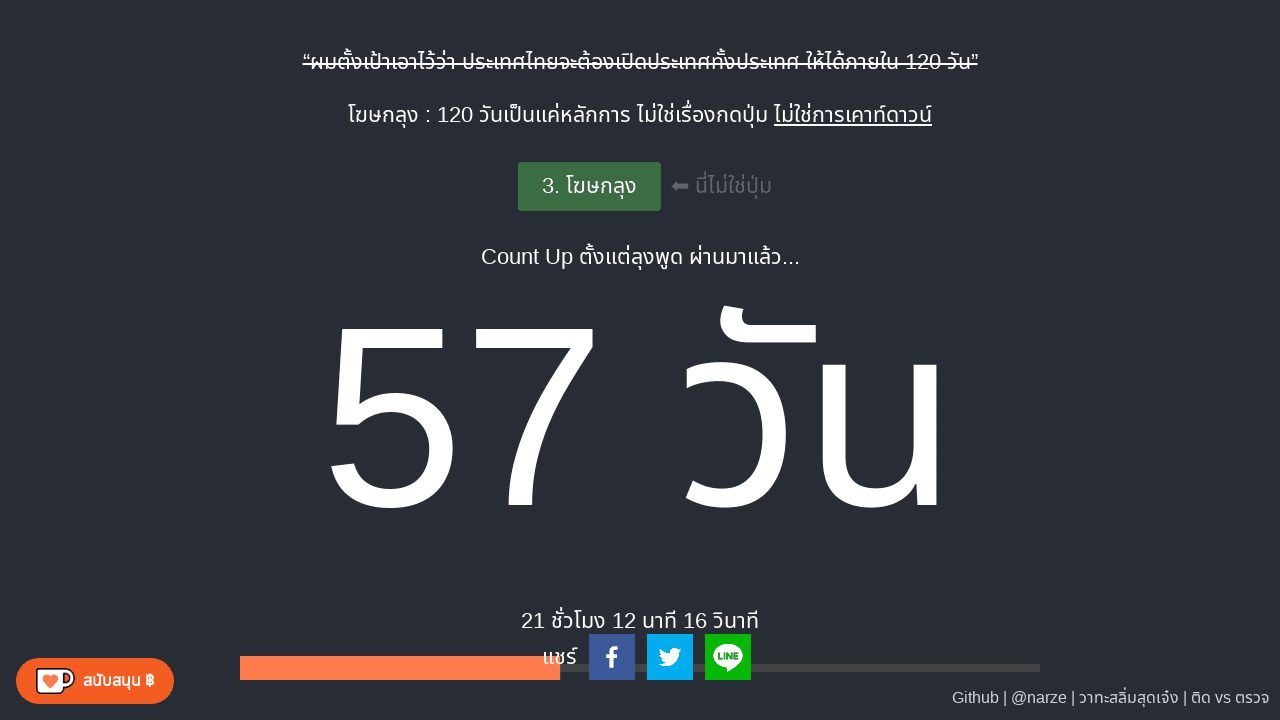 “ผมตั้งเป้าเอาไว้ว่า ประเทศไทยจะต้องเปิดประเทศทั้งประเทศ ให้ได้ภายใน 120 วัน”
โฆษกลุง : 120 วันเป็นแค่หลักการ ไม่ใช่เรื่องกดปุ่ม ไม่ใช่การเคาท์ดาวน์
3. โฆษกลุง ⬅ นี่ไม่ใช่ปุ่ม
Count Up ตั้งแต่ลุงพูด ผ่านมาแล้ว...
57 วัน
21 ชั่วโมง 12 นาที 16 วินาที
แชร์ LINE
สนับสนุน ฿
Github | @narze | วาทะสลิ่มสุดเจ๋ง | ติด vs ตรวจ